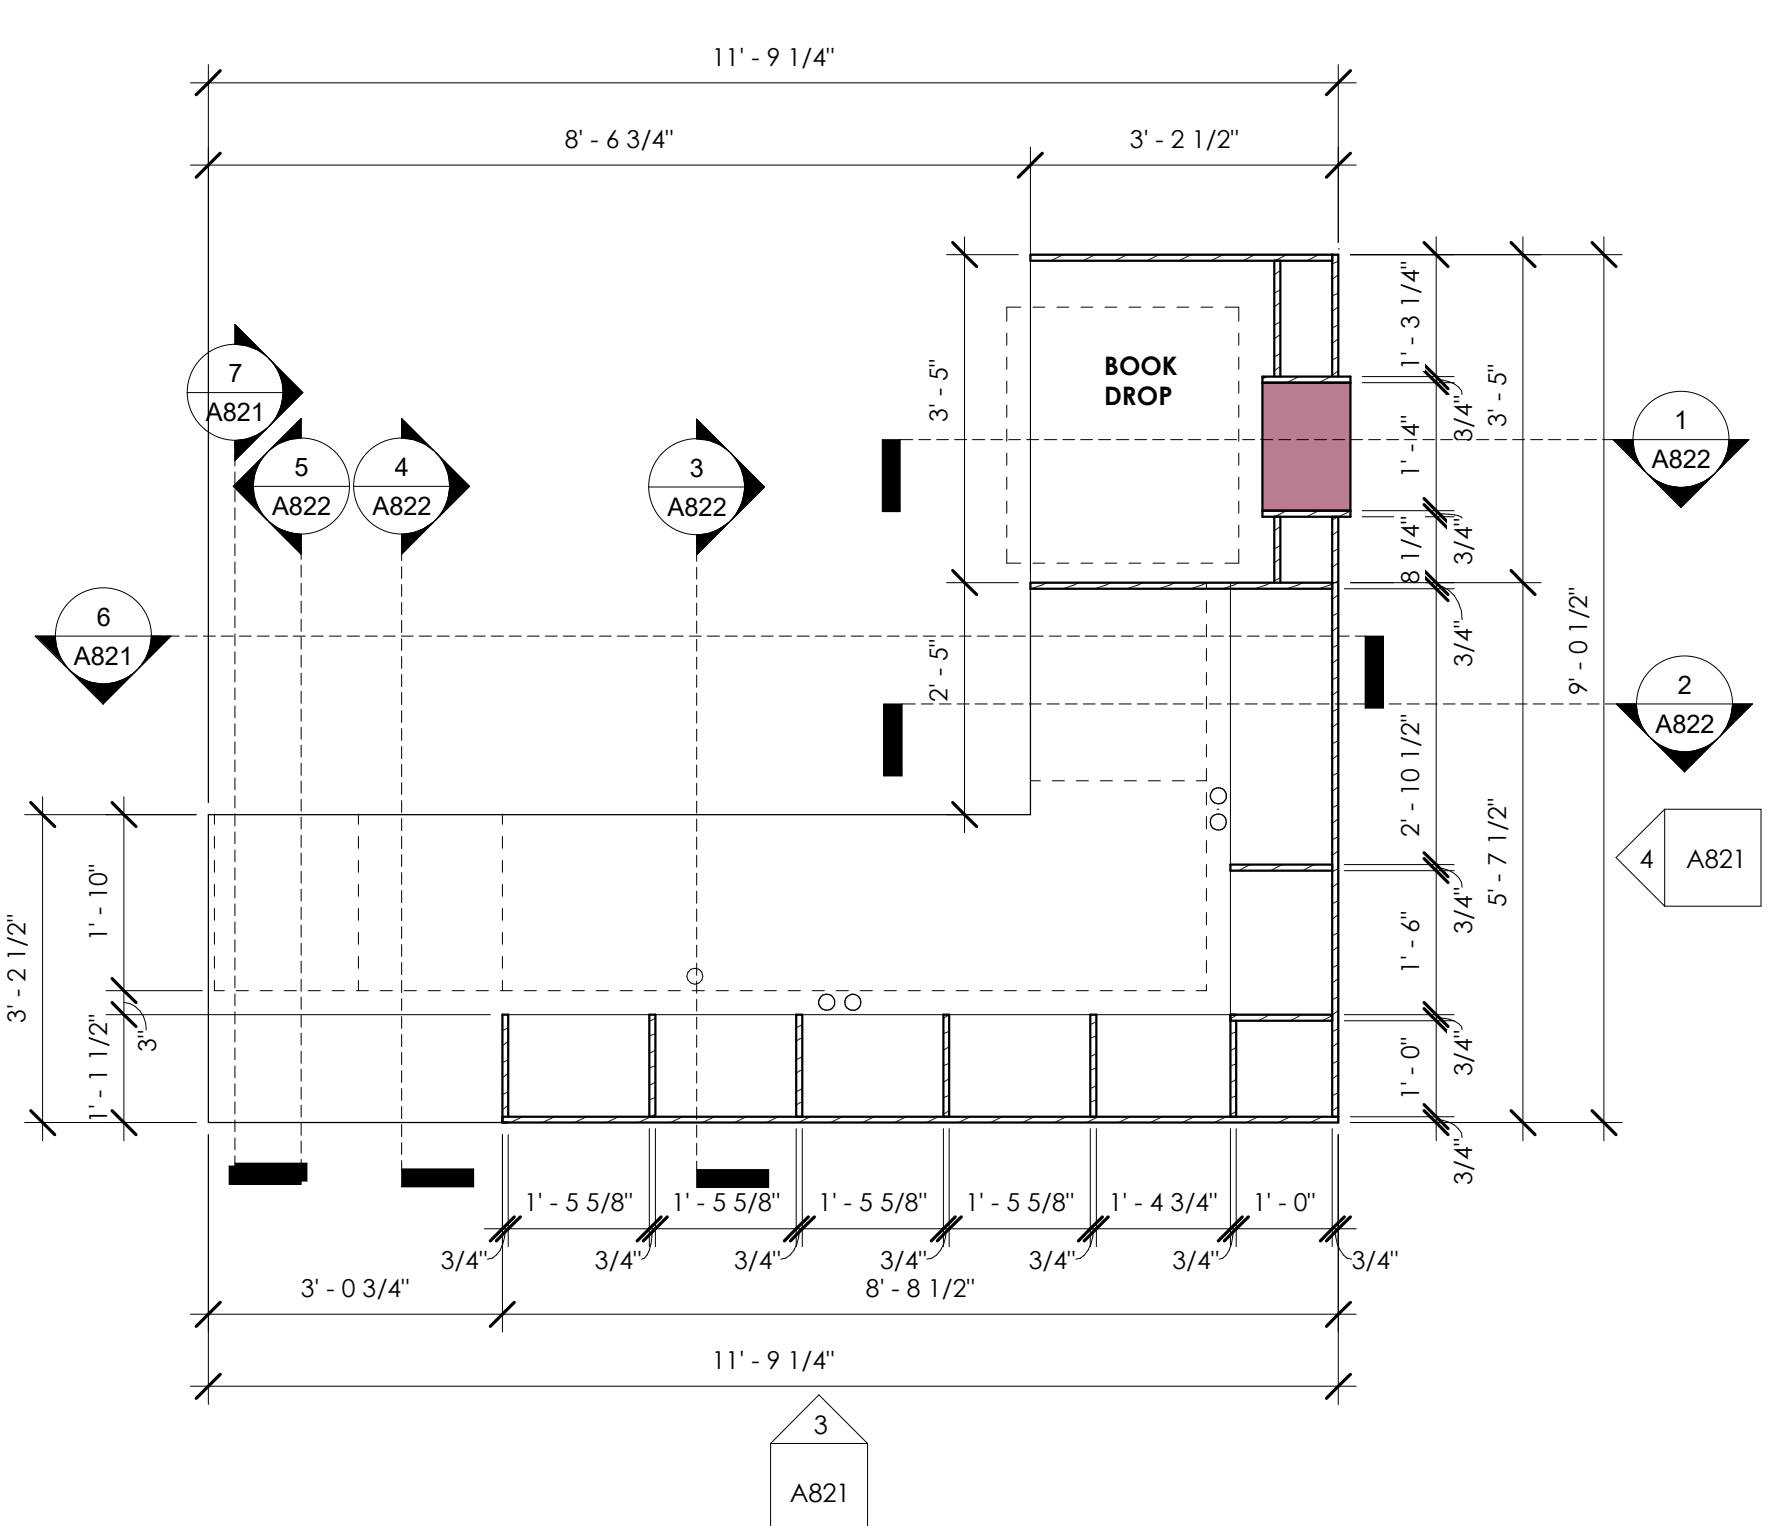 11' - 9 1/4"
8' - 6 3/4"
3' - 2 1/2"
1' - 3 1/4"
3/4"
1' - 4"
3/4"
8 1/4"
3/4"
3' - 5"
3' - 5"
BOOK
DROP
7
A821
5
A822
4
A822
3
A822
1
A822
6
A821
2' - 5"
9' - 0 1/2"
2
A822
2' - 10 1/2"
5' - 7 1/2"
4
A821
3/4"
1' - 6"
3/4"
1' - 0"
3/4"
3' - 2 1/2"
1' - 10"
3"
1' - 1 1/2"
1' - 5 5/8"
1' - 5 5/8"
1' - 5 5/8"
1' - 5 5/8"
1' - 4 3/4"
1' - 0"
3/4"
3/4"
3/4"
3/4"
3/4"
3/4"
3/4"
3' - 0 3/4"
8' - 8 1/2"
11' - 9 1/4"
3
A821